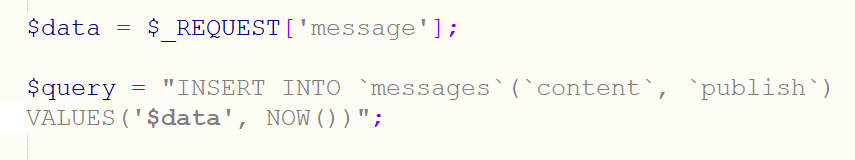 $data = $_REQUEST['message'];
$query = "INSERT INTO `messages`(`content`, `publish`)
VALUES('$data', NOW())";